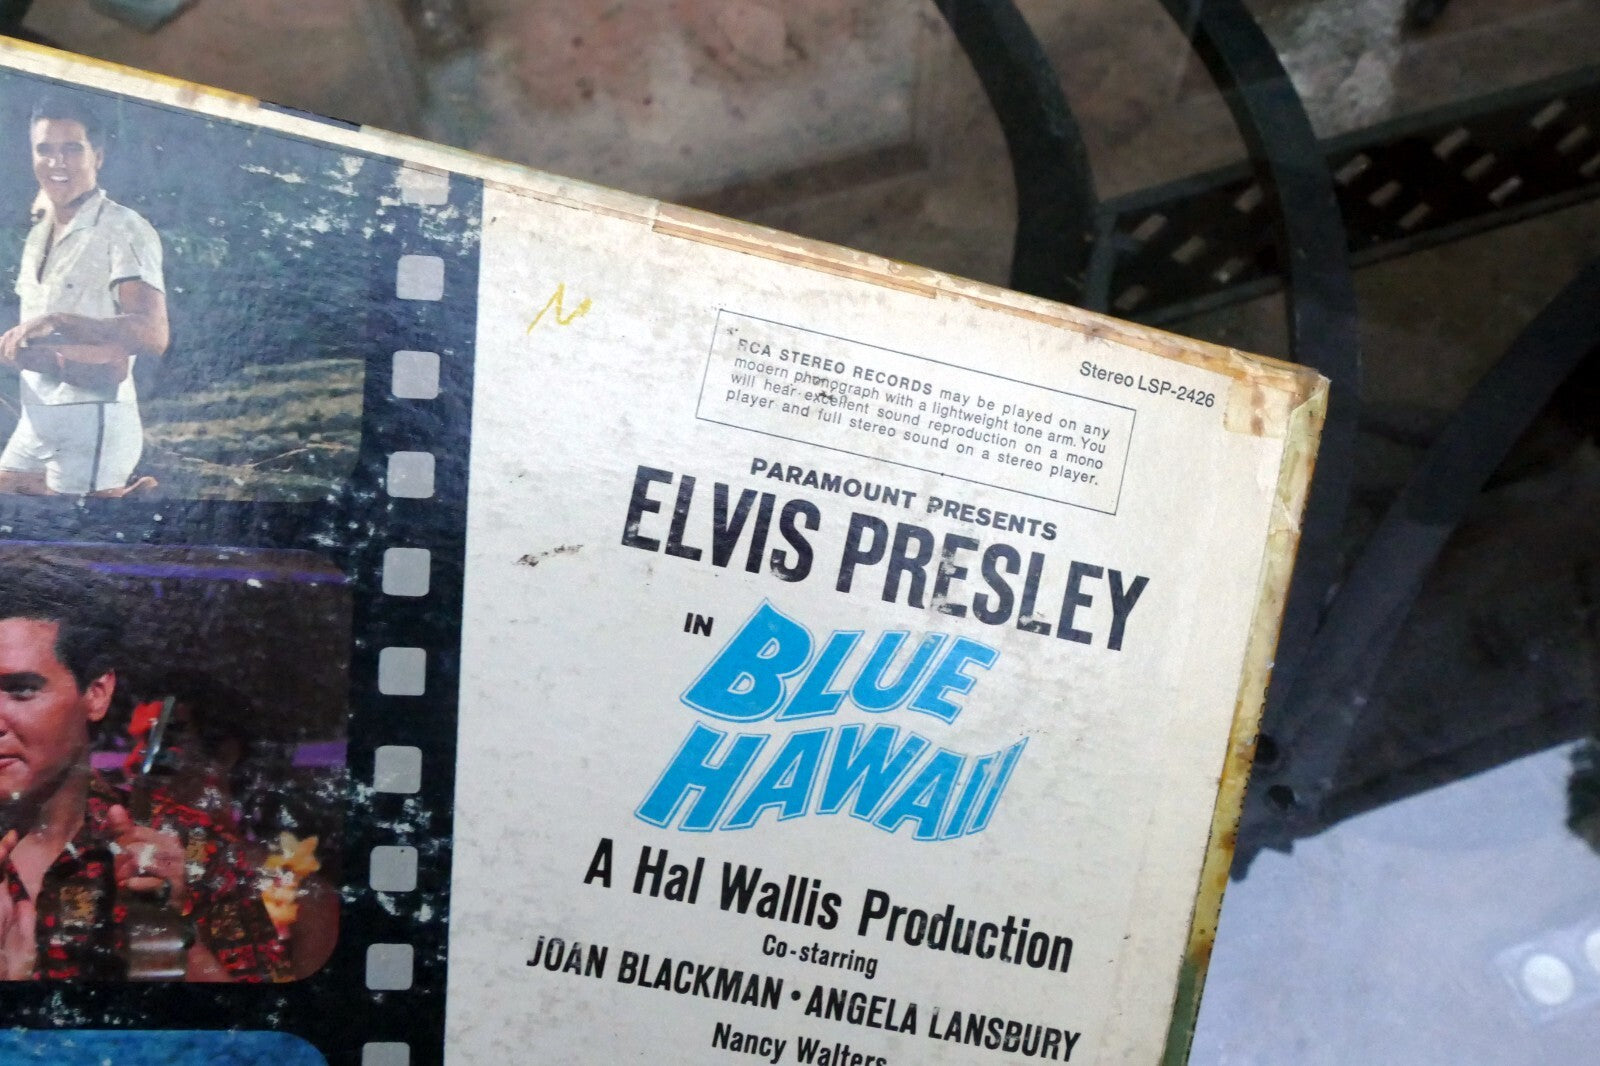 Stereo LSP-2426
RCA STEREO RECORDS may be played on any
modern phonograph with a lightweight tone arm. You
will hear excellent sound reproduction on a mono
player and full stereo sound on a stereo player.
PARAMOUNT PRESENTS
ELVIS PRESLEY
IN BLUE
HAWAII
A Hal Wallis Production
Co-starring
JOAN BLACKMAN • ANGELA LANSBURY
Nancy Walters